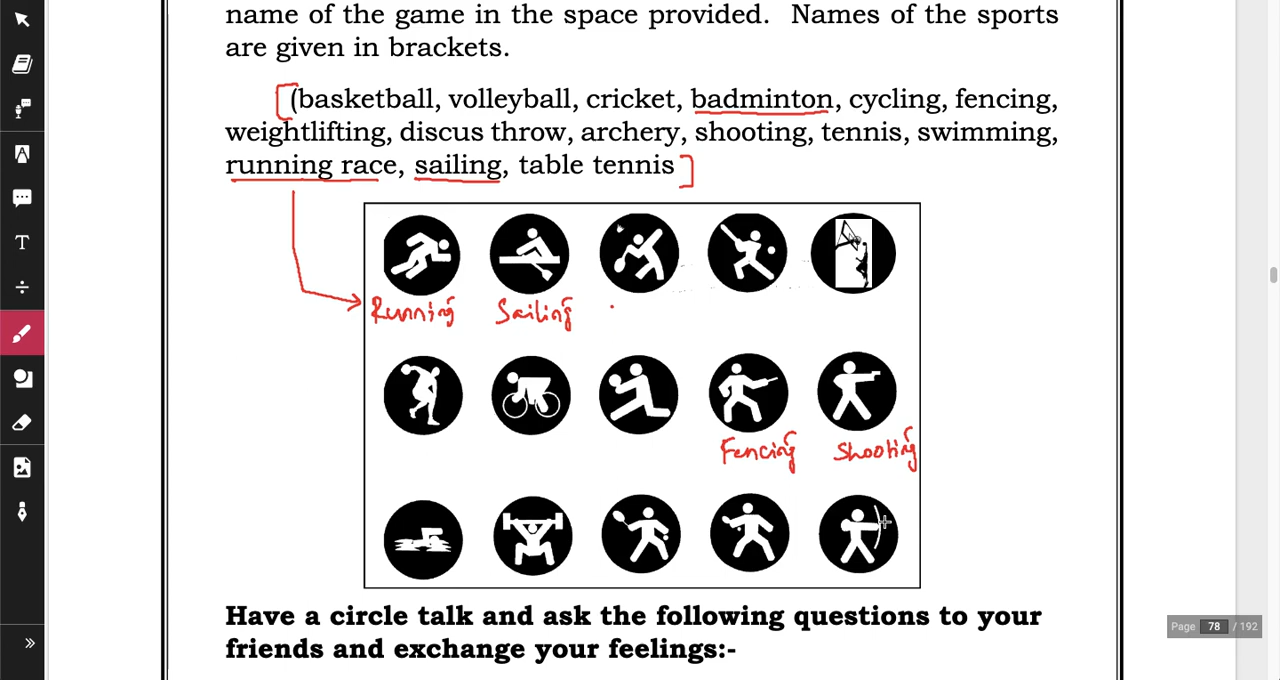 name of the game in the space provided. Names of the sports
are given in brackets.
(basketball, volleyball, cricket, badminton, cycling, fencing,
weightlifting, discus throw, archery, shooting, tennis, swimming,
running race, sailing, table tennis
Running Sailing
Fencing Shooting
Have a circle talk and ask the following questions to your
friends and exchange your feelings:-
Page 78 / 192